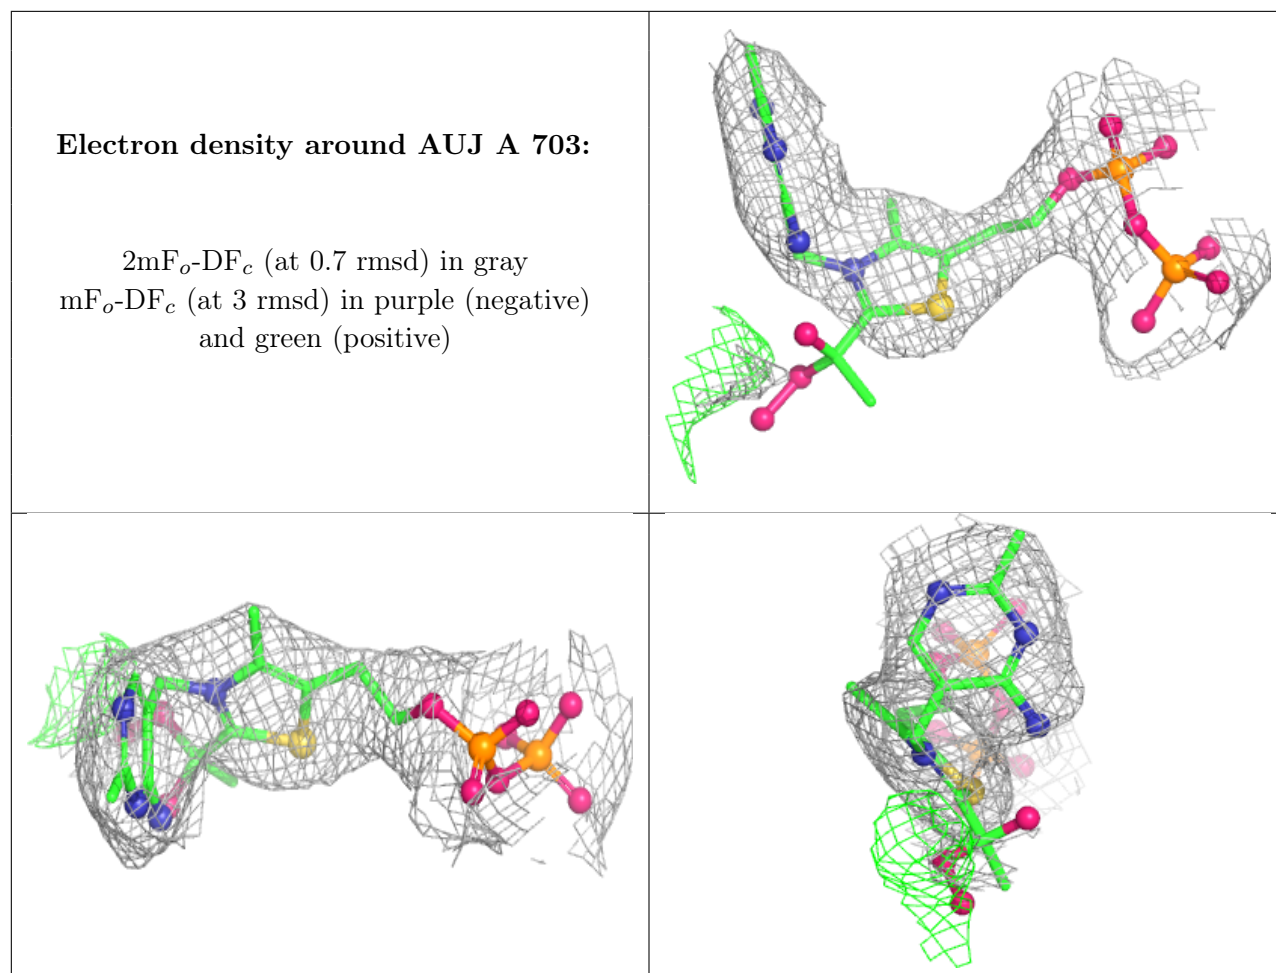 Electron density around AUJ A 703:
2mF𝑜-DF𝑐 (at 0.7 rmsd) in gray
mF𝑜-DF𝑐 (at 3 rmsd) in purple (negative)
and green (positive)